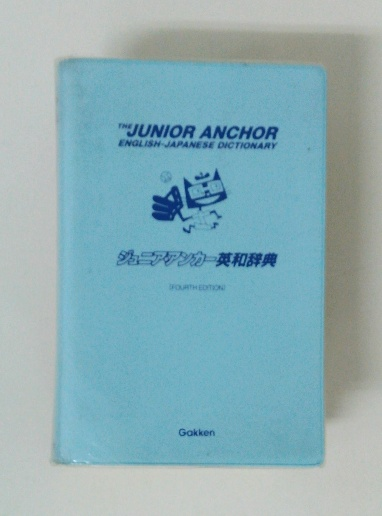 THE JUNIOR ANCHOR
ENGLISH-JAPANESE DICTIONARY
ジュニア・アンカー英和辞典
(FOURTH EDITION)
Gakken